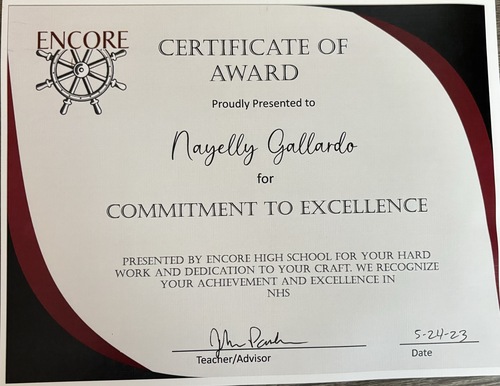 ENCORE
CERTIFICATE OF
AWARD
Proudly Presented to
Nayelly Gallardo
for
COMMITMENT TO EXCELLENCE
PRESENTED BY ENCORE HIGH SCHOOL FOR YOUR HARD
WORK AND DEDICATION TO YOUR CRAFT. WE RECOGNIZE
YOUR ACHIEVEMENT AND EXCELLENCE IN
NHS
5-24-23
Teacher/Advisor
Date